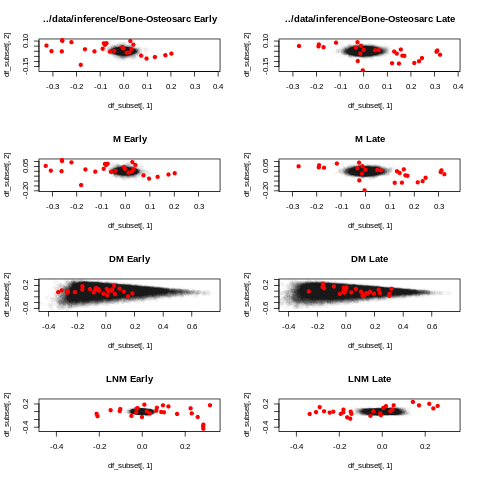 ../data/inference/Bone-Osteosarc Early
../data/inference/Bone-Osteosarc Late
df_subset[, 2]
-0.15 0.10
-0.3 -0.2 -0.1 0.0 0.1 0.2 0.3 0.4
df_subset[, 1]
df_subset[, 2]
-0.15 0.10
-0.3 -0.2 -0.1 0.0 0.1 0.2 0.3 0.4
df_subset[, 1]
M Early
M Late
df_subset[, 2]
-0.20 0.05
-0.3 -0.2 -0.1 0.0 0.1 0.2 0.3
df_subset[, 1]
df_subset[, 2]
-0.20 0.05
-0.3 -0.2 -0.1 0.0 0.1 0.2 0.3
df_subset[, 1]
DM Early
DM Late
df_subset[, 2]
-0.6 0.2
-0.4 -0.2 0.0 0.2 0.4 0.6
df_subset[, 1]
df_subset[, 2]
-0.6 0.2
-0.4 -0.2 0.0 0.2 0.4 0.6
df_subset[, 1]
LNM Early
LNM Late
df_subset[, 2]
-0.4 0.2
-0.4 -0.2 0.0 0.2
df_subset[, 1]
df_subset[, 2]
-0.4 0.2
-0.4 -0.2 0.0 0.2
df_subset[, 1]